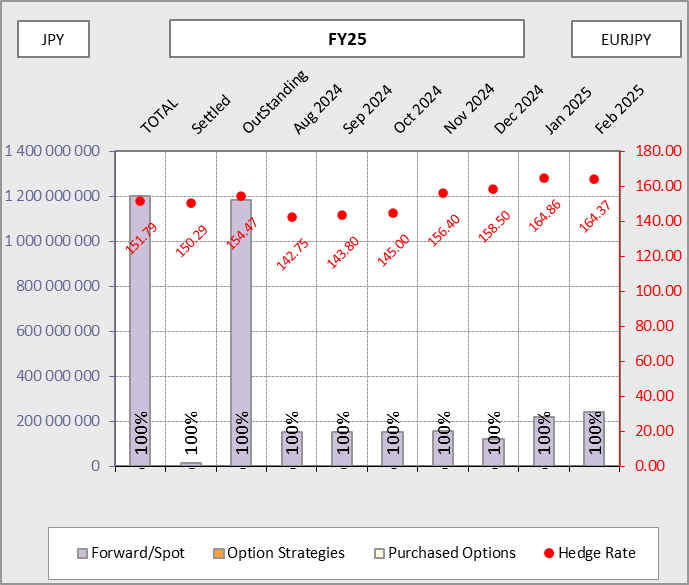 JPY
FY25
EURJPY
TOTAL
Settled
OutStanding
Aug 2024
Sep 2024
Oct 2024
Nov 2024
Dec 2024
Jan 2025
Feb 2025
1 400 000 000
1 200 000 000
1 000 000 000
800 000 000
600 000 000
400 000 000
200 000 000
0
180.00
160.00
140.00
120.00
100.00
80.00
60.00
40.00
20.00
0.00
151.79
150.29
154.47
142.75
143.80
145.00
156.40
158.50
164.86
164.37
100%
100%
100%
100%
100%
100%
100%
100%
100%
100%
Forward/Spot
Option Strategies
Purchased Options
Hedge Rate